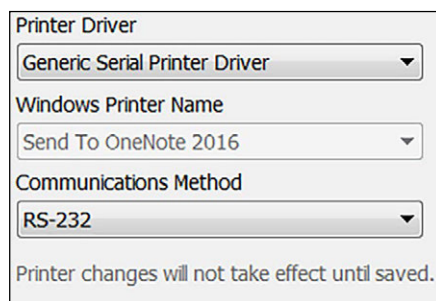 Printer Driver
Generic Serial Printer Driver
Windows Printer Name
Send To OneNote 2016
Communications Method
RS-232
Printer changes will not take effect until saved.